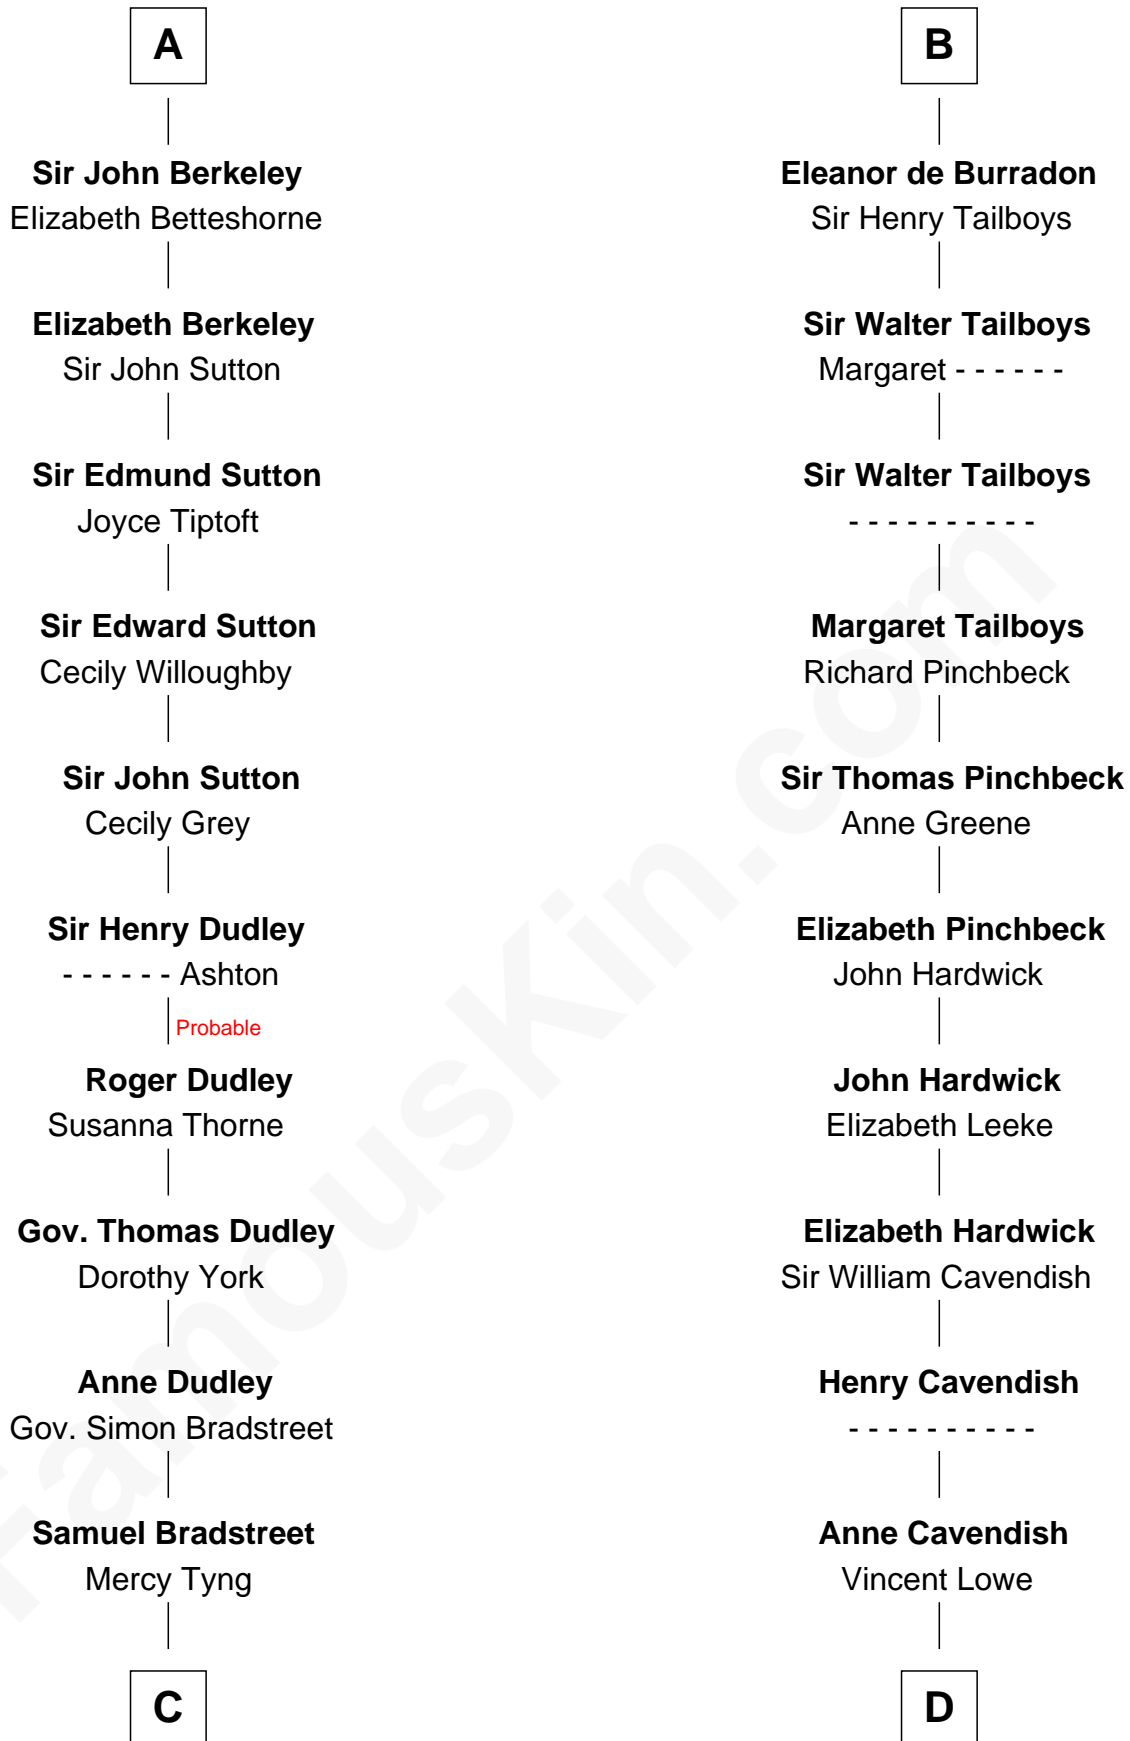 A
Sir John Berkeley
Elizabeth Betteshorne
Elizabeth Berkeley
Sir John Sutton
Sir Edmund Sutton
Joyce Tiptoft
Sir Edward Sutton
Cecily Willoughby
Sir John Sutton
Cecily Grey
Sir Henry Dudley
- - - - - - Ashton
Probable
Roger Dudley
Susanna Thorne
Gov. Thomas Dudley
Dorothy York
Anne Dudley
Gov. Simon Bradstreet
Samuel Bradstreet
Mercy Tyng
C
B
Eleanor de Burradon
Sir Henry Tailboys
Sir Walter Tailboys
Margaret - - - - - -
Sir Walter Tailboys
- - - - - - - - - -
Margaret Tailboys
Richard Pinchbeck
Sir Thomas Pinchbeck
Anne Greene
Elizabeth Pinchbeck
John Hardwick
John Hardwick
Elizabeth Leeke
Elizabeth Hardwick
Sir William Cavendish
Henry Cavendish
- - - - - - - - - -
Anne Cavendish
Vincent Lowe
D
FamousKin.com